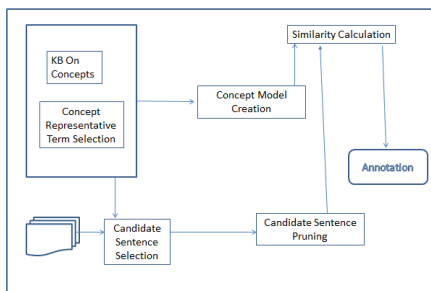 Similarity Calculation
KB On
Concepts
Concept
Representative
Term Selection
Concept Model
Creation
Annotation
Candidate
Sentence
Selection
Candidate Sentence
Pruning